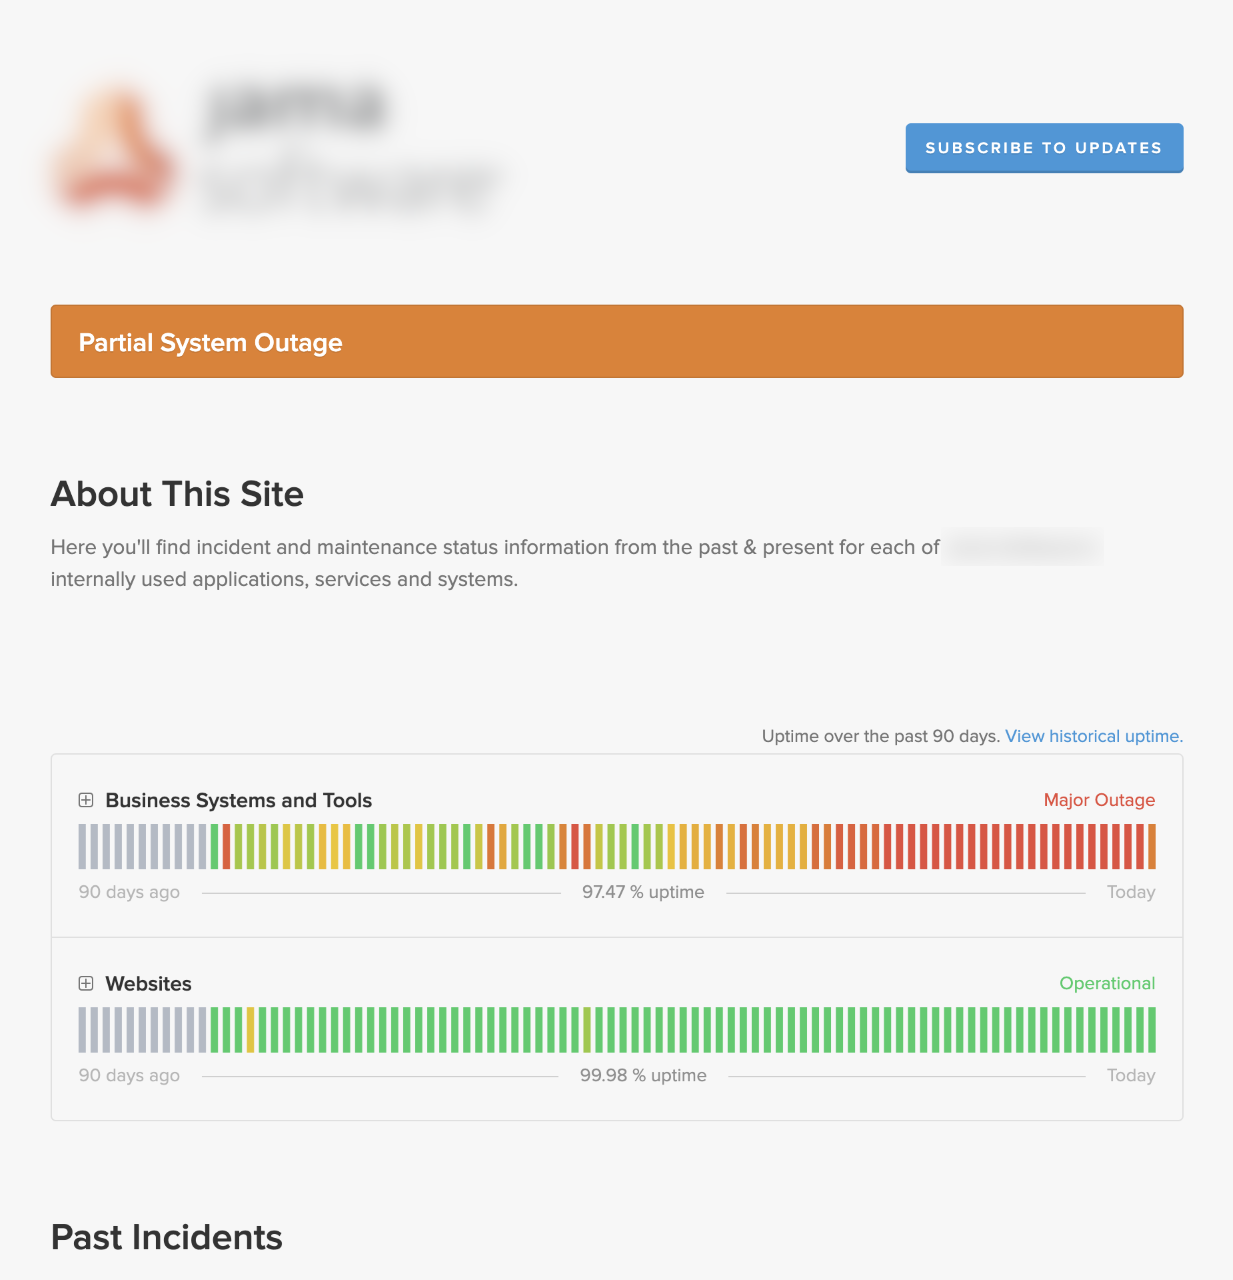 jama
software
SUBSCRIBE TO UPDATES
Partial System Outage
About This Site
Here you'll find incident and maintenance status information from the past & present for each of
internally used applications, services and systems.
Uptime over the past 90 days. View historical uptime.
Business Systems and Tools
Major Outage
90 days ago
97.47 % uptime
Today
Websites
Operational
90 days ago
99.98 % uptime
Today
Past Incidents